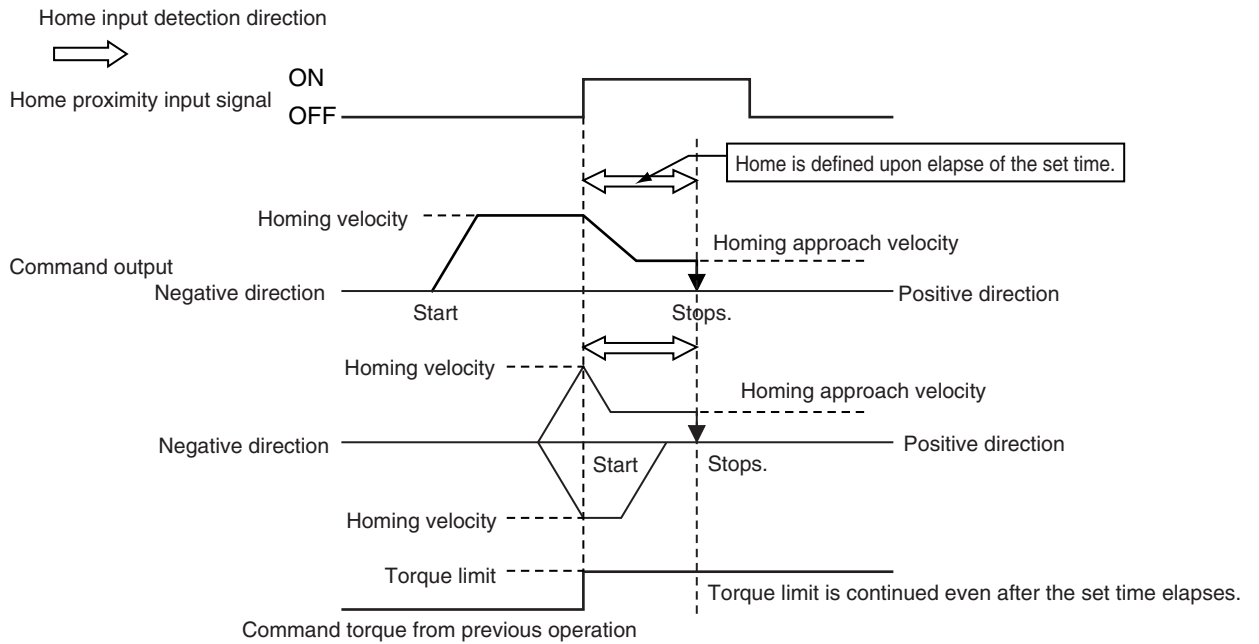 Home input detection direction
ON
Home proximity input signal
OFF
Home is defined upon elapse of the set time.
Homing velocity
Homing approach velocity
Command output
Negative direction
Positive direction
Start
Stops.
Homing velocity
Homing approach velocity
Negative direction
Positive direction
Start
Stops.
Homing velocity
Torque limit
Torque limit is continued even after the set time elapses.
Command torque from previous operation